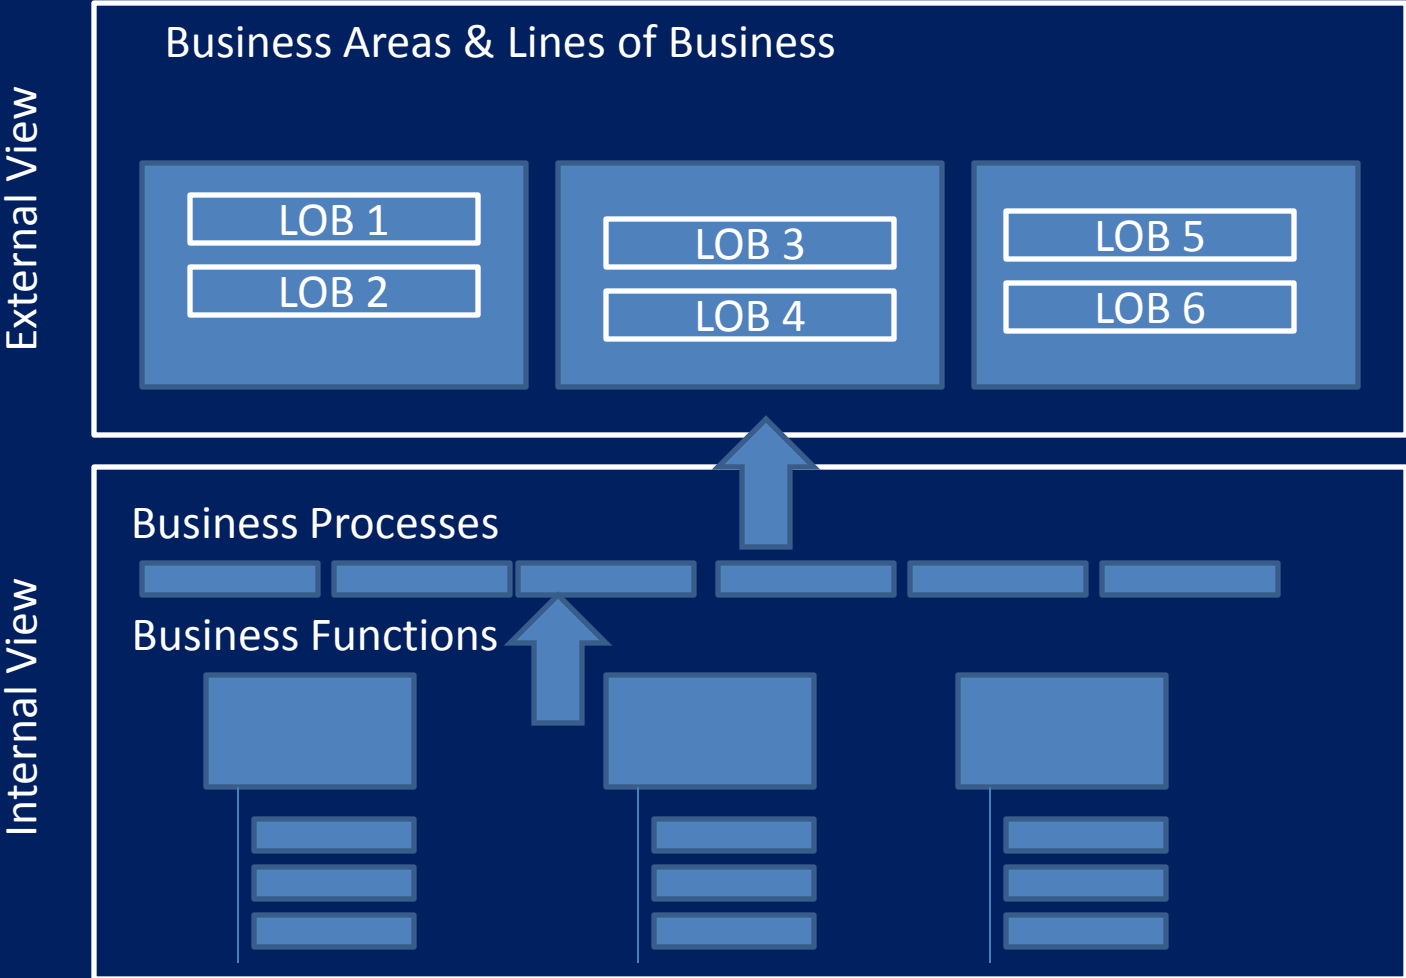 External View
Business Areas & Lines of Business
LOB 1
LOB 2
LOB 3
LOB 4
LOB 5
LOB 6
Internal View
Business Processes
Business Functions